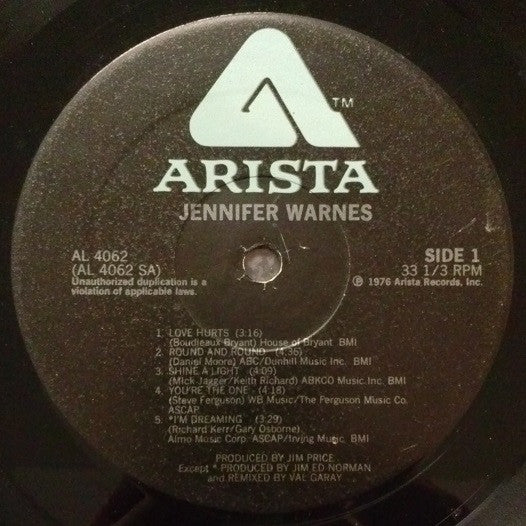 TM
ARISTA
JENNIFER WARNES
AL 4062
(AL 4062 SA)
Unauthorized duplication is a
violation of applicable laws.
SIDE 1
33 1/3 RPM
℗ 1976 Arista Records, Inc.
1. LOVE HURTS (3:16)
(Boudleaux Bryant) House of Bryant BMI
2. ROUND AND ROUND (4:36)
(Daniel Moore) ABC/Dunhill Music Inc. BMI
3. SHINE A LIGHT (4:09)
(Mick Jagger/Keith Richard) ABKCO Music Inc. BMI
4. YOU'RE THE ONE (4:18)
(Steve Ferguson) WB Music/The Ferguson Music Co.
ASCAP
5. *I'M DREAMING (3:29)
(Richard Kerr/Gary Osborne)
Almo Music Corp. ASCAP/Irving Music BMI
PRODUCED BY JIM PRICE
Except * PRODUCED BY JIM ED NORMAN
and REMIXED BY VAL GARAY